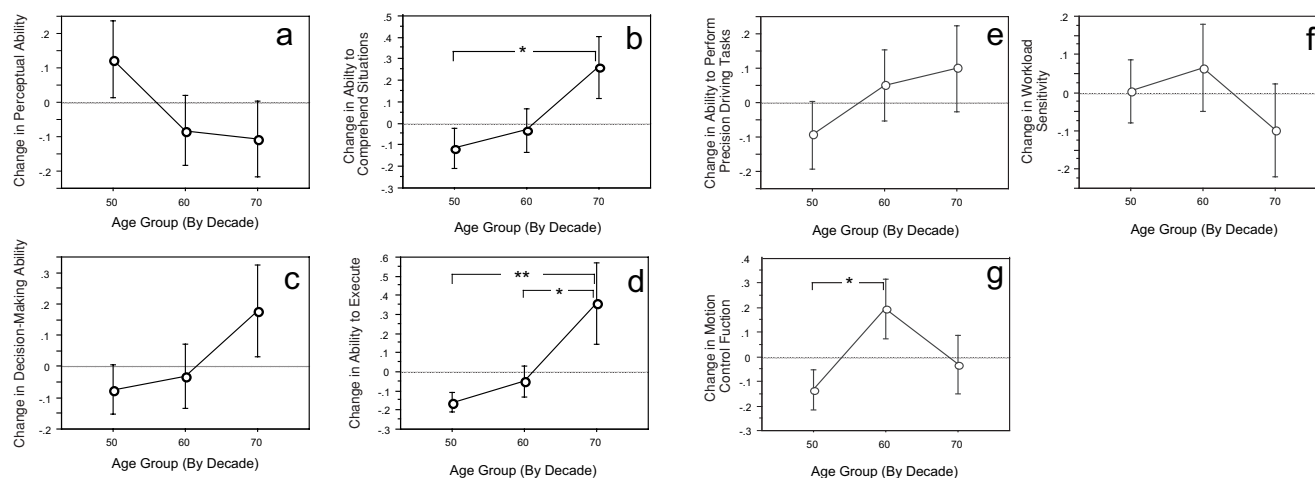 a
Change in Perceptual Ability
.2
.1
0
-.1
-.2
50
60
70
Age Group (By Decade)
b
Change in Abilty to
Comprehend Situations
.5
.4
.3
.2
.1
0
-.1
-.2
-.3
*
50
60
70
Age Group (By Decade)
e
Change in Ability to Perform
Precision Driving Tasks
.2
.1
0
-.1
-.2
50
60
70
Age Group (By Decade)
f
Change in Workload
Sensitivity
.2
.1
0
-.1
.2
50
60
70
Age Group (By Decade)
c
Change in Decision-Making Ability
.3
.2
.1
0
-.1
-.2
50
60
70
Age Group (By Decade)
d
Change in Ability to Execute
.6
.5
.4
.3
.2
.1
0
-.1
-.2
-.3
**
*
50
60
70
Age Group (By Decade)
g
Change in Motion
Control Fuction
.4
.3
.2
.1
0
-.1
-.2
-.3
*
50
60
70
Age Group (By Decade)